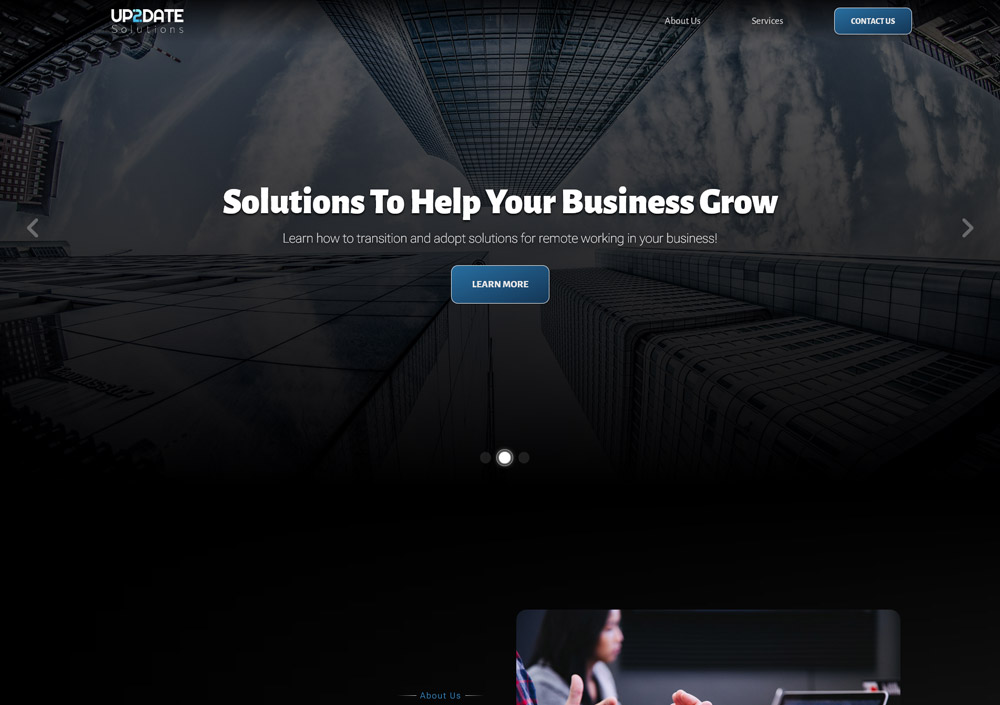 UP2DATE
Solutions
About Us
Services
CONTACT US
Solutions To Help Your Business Grow
Learn how to transition and adopt solutions for remote working in your business!
LEARN MORE
About Us